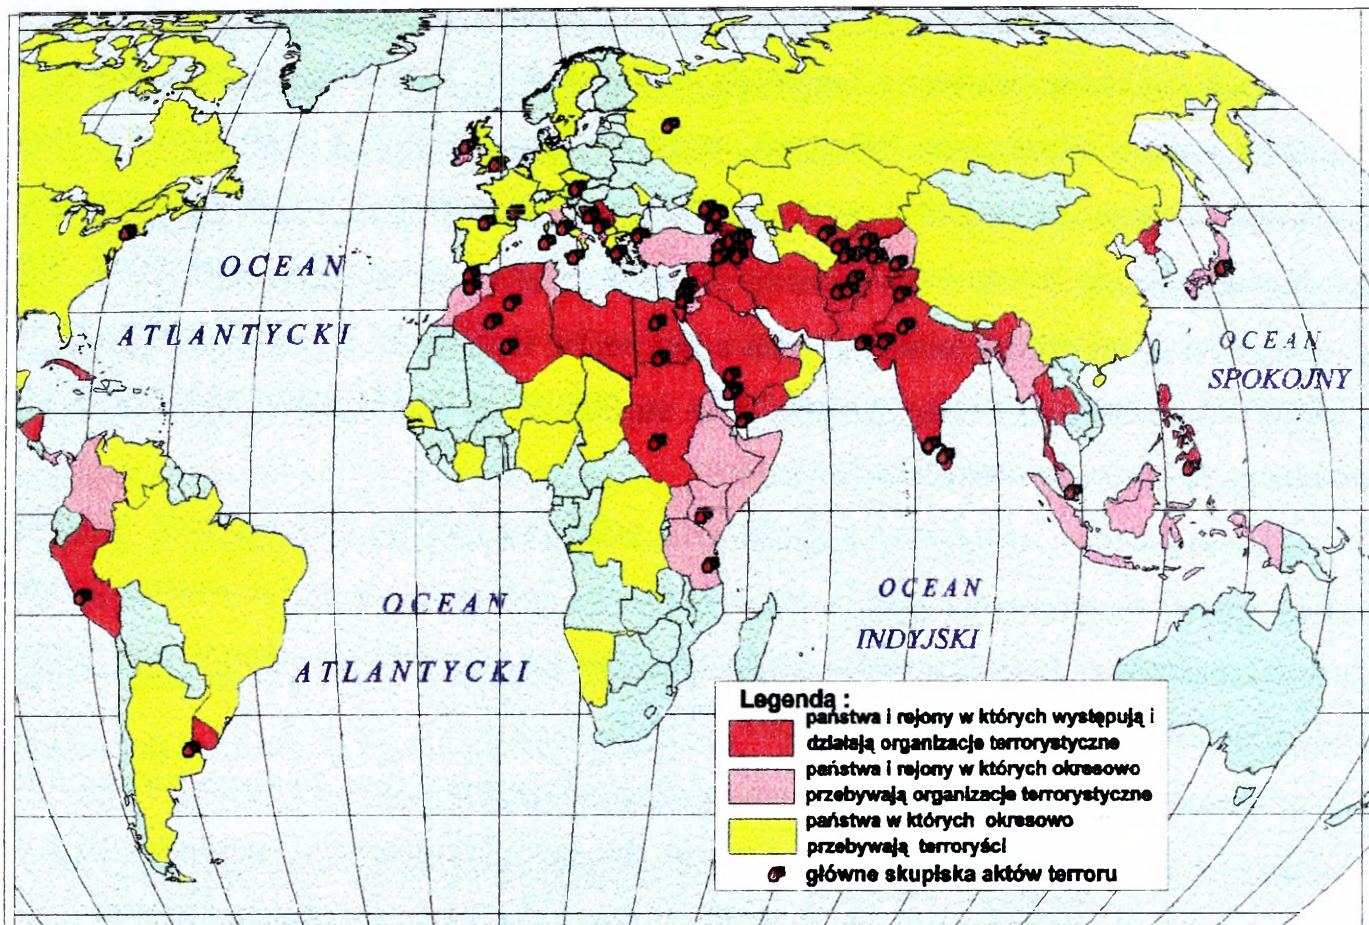 OCEAN
ATLANTYCKI
OCEAN
SPOKOJNY
OCEAN
ATLANTYCKI
OCEAN
INDYJSKI
Legenda :
państwa i rejony w których występują i
działają organizacje terrorystyczne
państwa i rejony w których okresowo
przebywają organizacje terrorystyczne
państwa w których okresowo
przebywają terroryści
główne skupiska aktów terroru